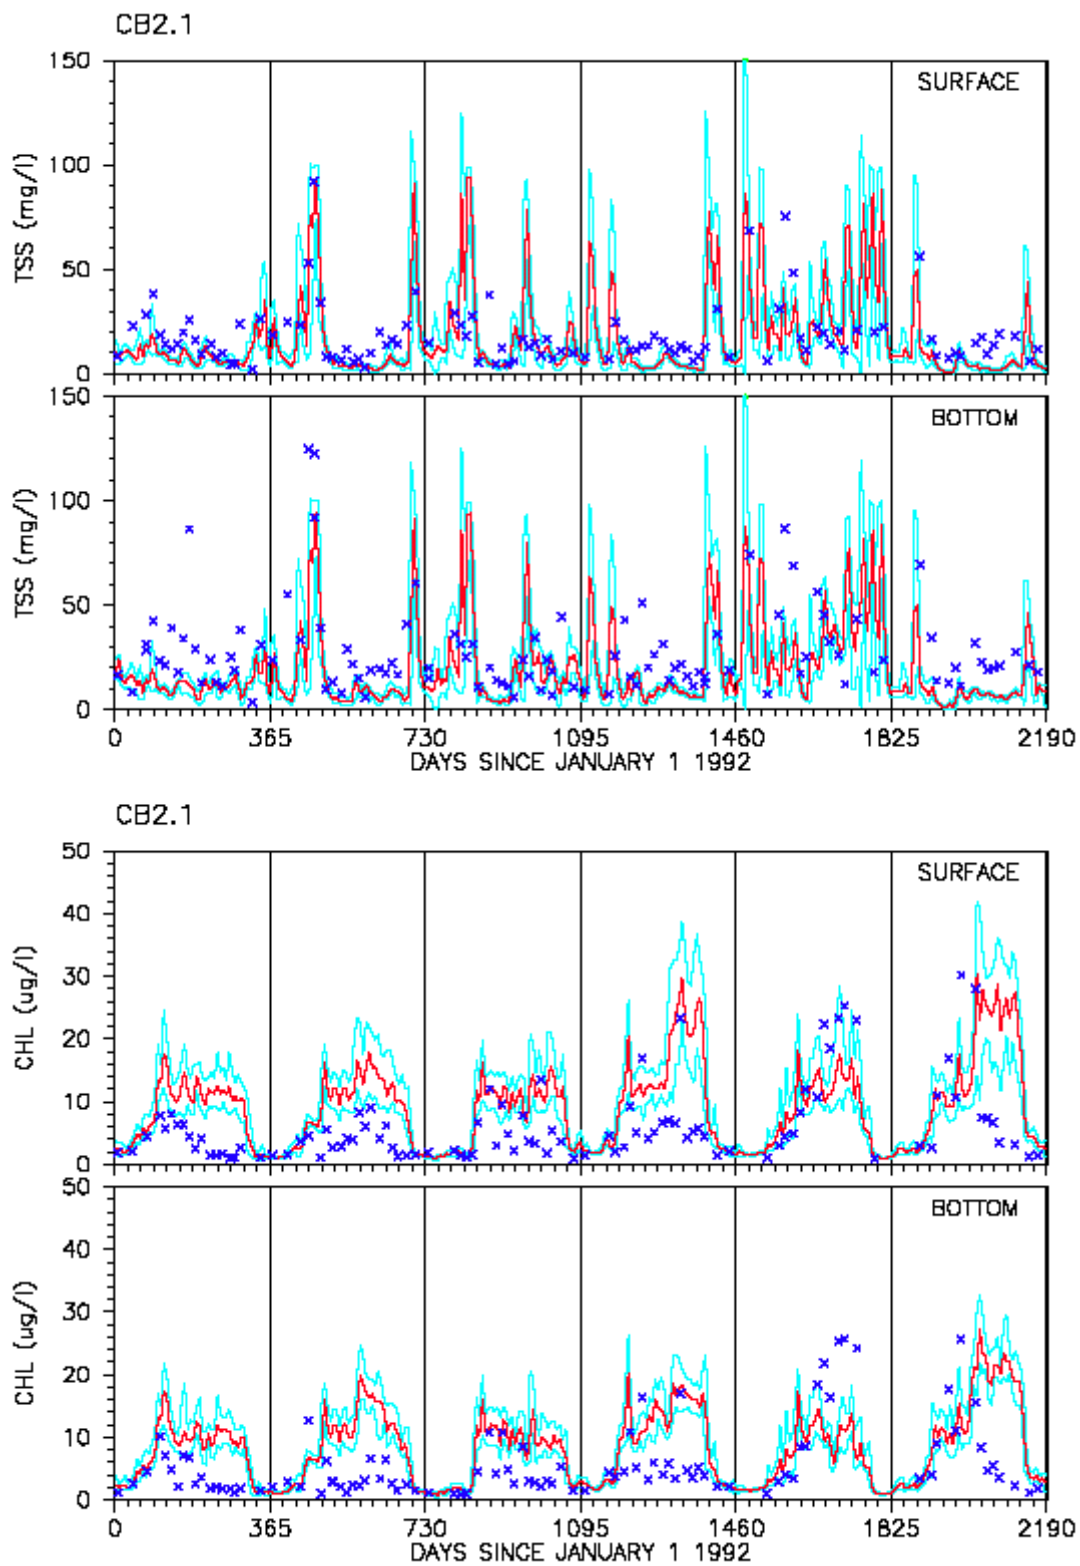 CB2.1
150
SURFACE
100
TSS (mg/l)
50
0
150
BOTTOM
100
TSS (mg/l)
50
0
0 365 730 1095 1460 1825 2190
DAYS SINCE JANUARY 1 1992
CB2.1
50
SURFACE
40
30
CHL (ug/l)
20
10
0
50
BOTTOM
40
30
CHL (ug/l)
20
10
0
0 365 730 1095 1460 1825 2190
DAYS SINCE JANUARY 1 1992